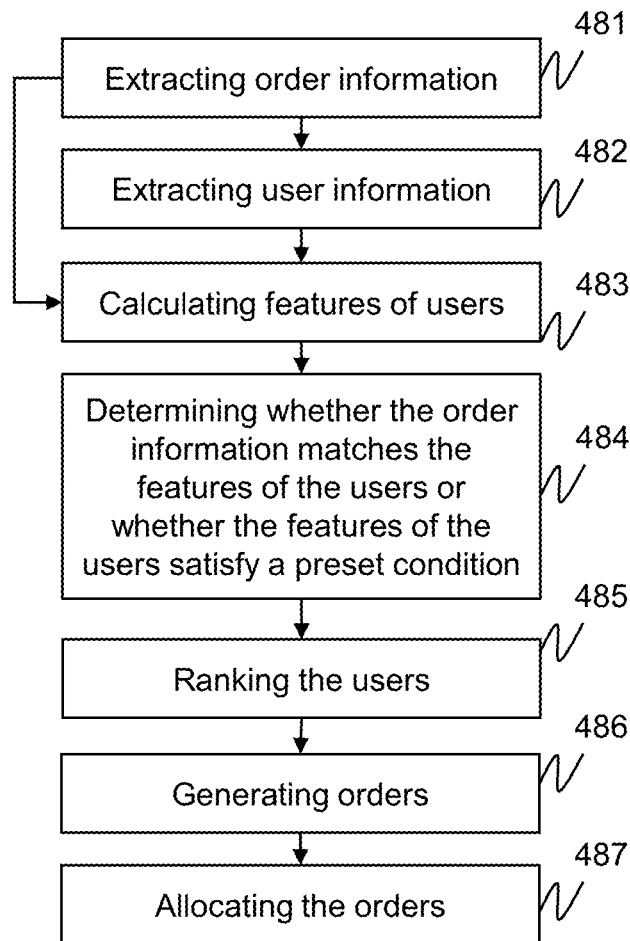 481
Extracting order information
482
Extracting user information
483
Calculating features of users
484
Determining whether the order
information matches the
features of the users or
whether the features of the
users satisfy a preset condition
485
Ranking the users
486
Generating orders
487
Allocating the orders